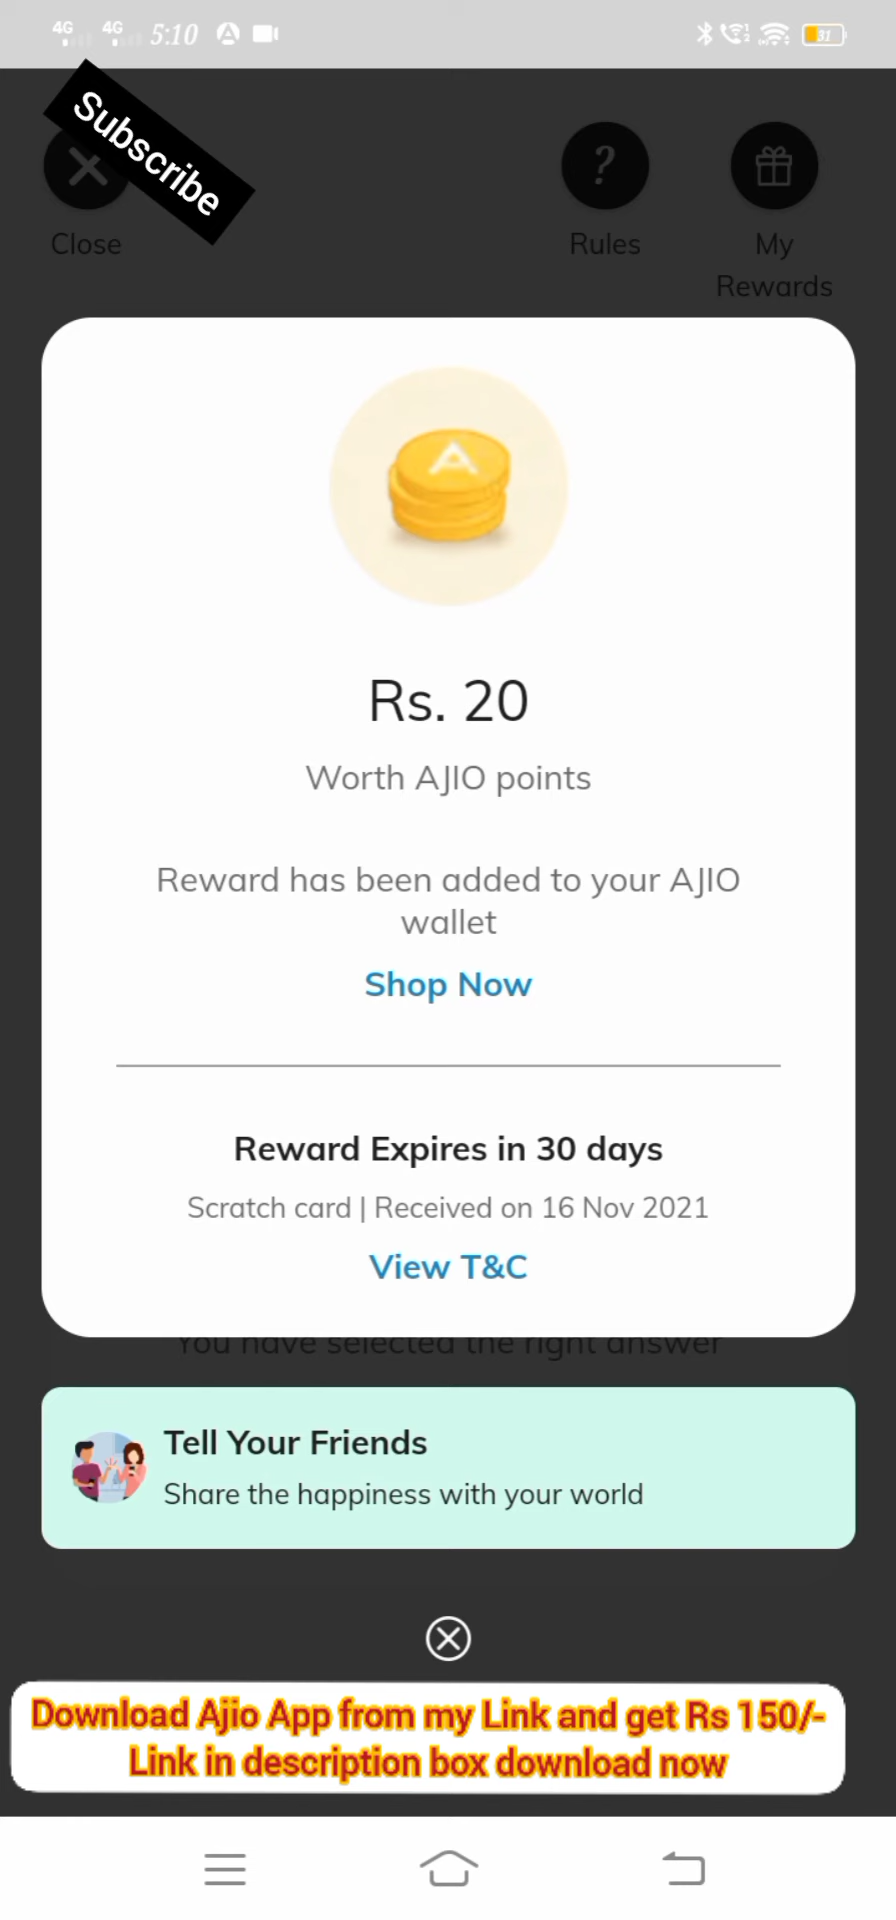 4G 4G 5:10 31
Subscribe
Close
?
Rules
My
Rewards
A
Rs. 20
Worth AJIO points
Reward has been added to your AJIO
wallet
Shop Now
Reward Expires in 30 days
Scratch card | Received on 16 Nov 2021
View T&C
You have selected the right answer
Tell Your Friends
Share the happiness with your world
Download Ajio App from my Link and get Rs 150/-
Link in description box download now